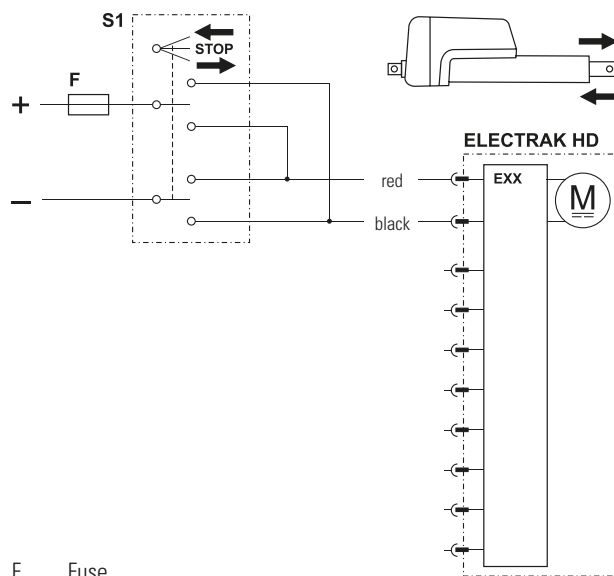 S1
STOP
F
+
−
ELECTRAK HD
red
EXX
M
black
F Fuse